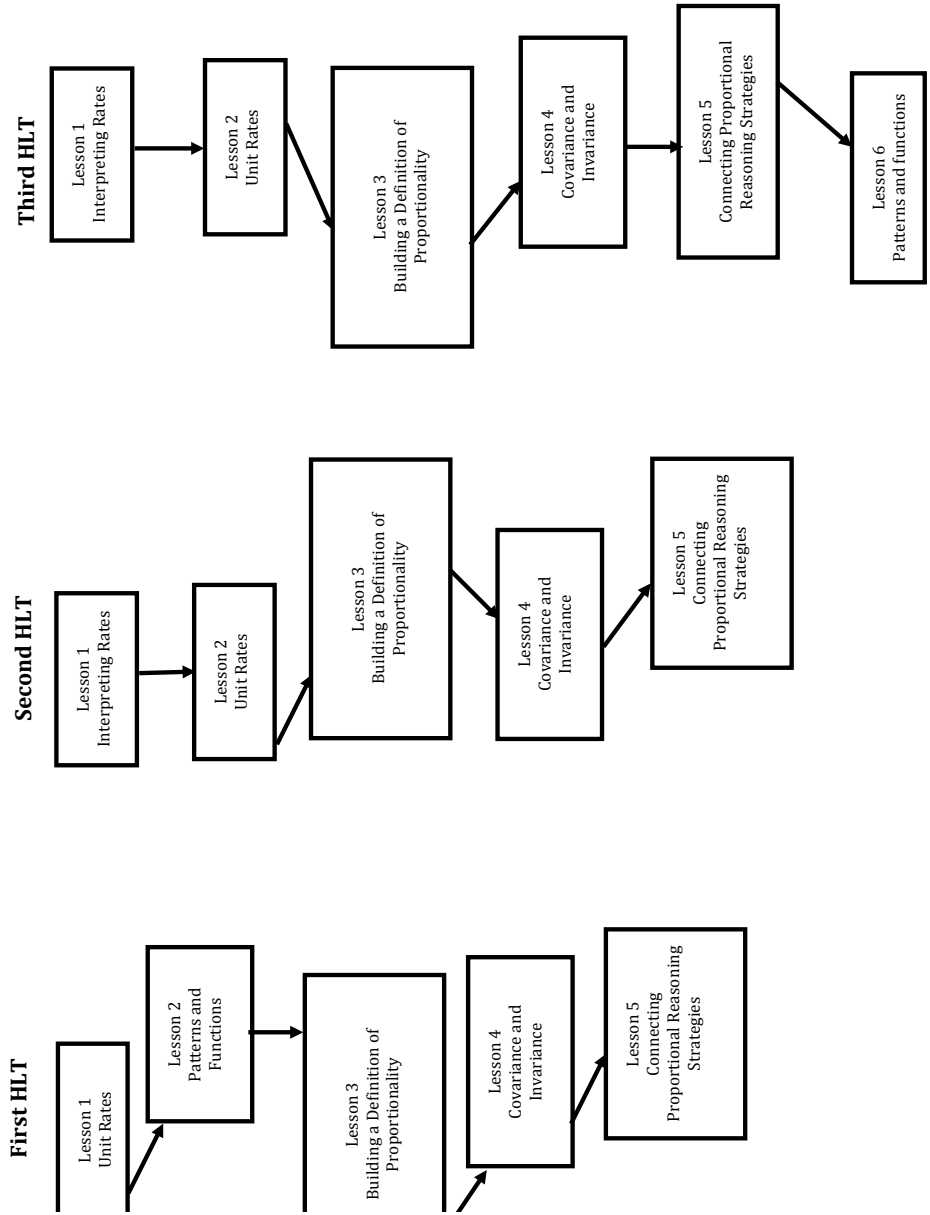 First HLT
Lesson 1
Unit Rates
Lesson 2
Patterns and
Functions
Lesson 3
Building a Definition of
Proportionality
Lesson 4
Covariance and
Invariance
Lesson 5
Connecting
Proportional Reasoning
Strategies
Second HLT
Lesson 1
Interpreting Rates
Lesson 2
Unit Rates
Lesson 3
Building a Definition of
Proportionality
Lesson 4
Covariance and
Invariance
Lesson 5
Connecting
Proportional Reasoning
Strategies
Third HLT
Lesson 1
Interpreting Rates
Lesson 2
Unit Rates
Lesson 3
Building a Definition of
Proportionality
Lesson 4
Covariance and
Invariance
Lesson 5
Connecting Proportional
Reasoning Strategies
Lesson 6
Patterns and functions